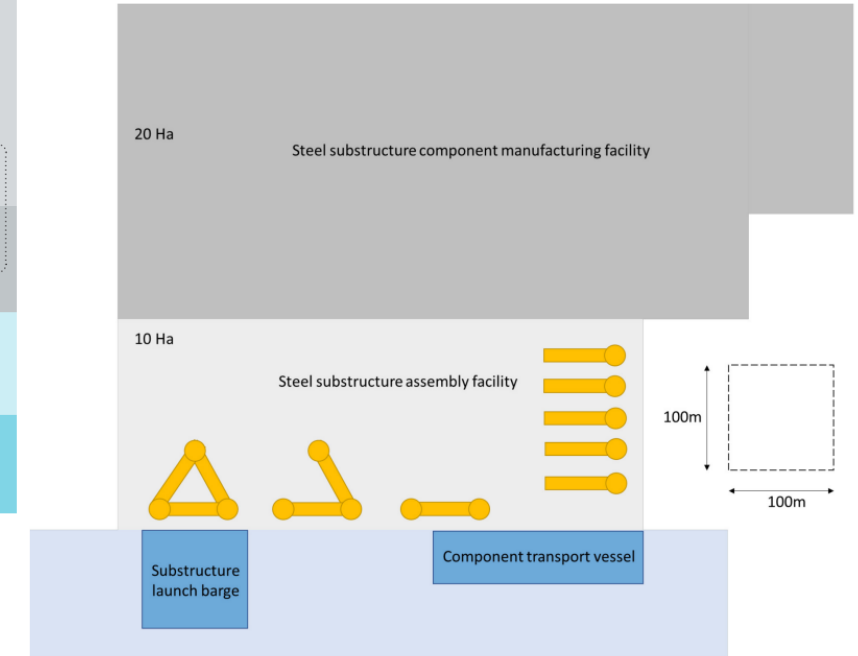 20 Ha
Steel substructure component manufacturing facility
10 Ha
Steel substructure assembly facility
100m
100m
Component transport vessel
Substructure
launch barge